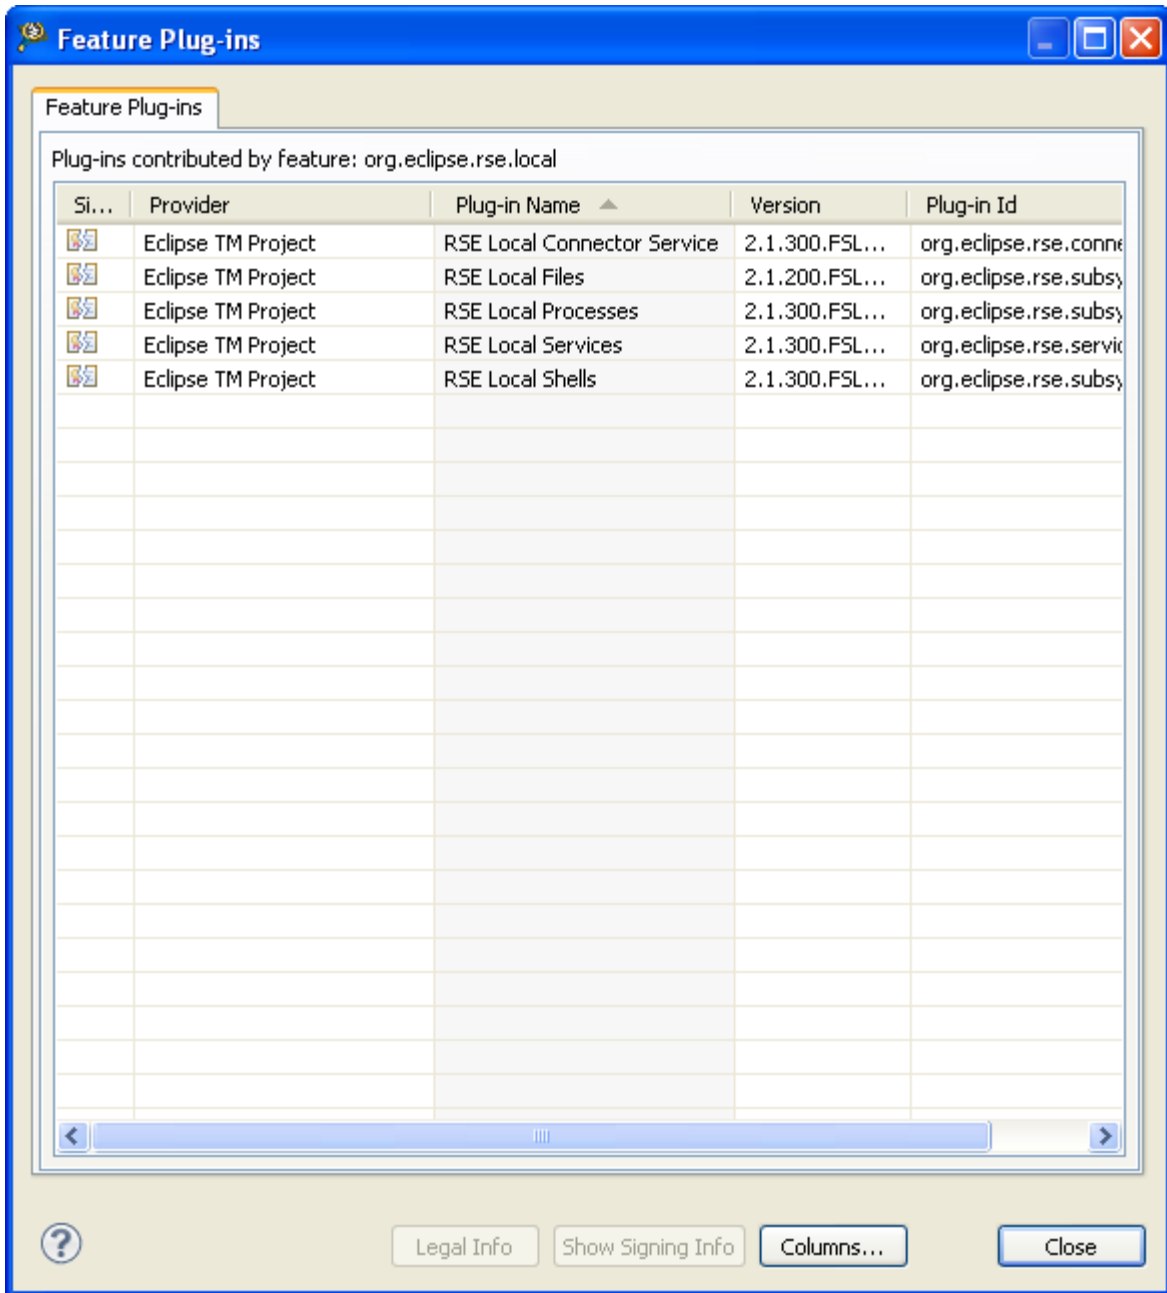 Feature Plug-ins
Feature Plug-ins
Plug-ins contributed by feature: org.eclipse.rse.local
Si... Provider Plug-in Name Version Plug-in Id
Eclipse TM Project RSE Local Connector Service 2.1.300.FSL... org.eclipse.rse.conne
Eclipse TM Project RSE Local Files 2.1.200.FSL... org.eclipse.rse.subsy
Eclipse TM Project RSE Local Processes 2.1.300.FSL... org.eclipse.rse.subsy
Eclipse TM Project RSE Local Services 2.1.300.FSL... org.eclipse.rse.servic
Eclipse TM Project RSE Local Shells 2.1.300.FSL... org.eclipse.rse.subsy
Legal Info Show Signing Info Columns... Close